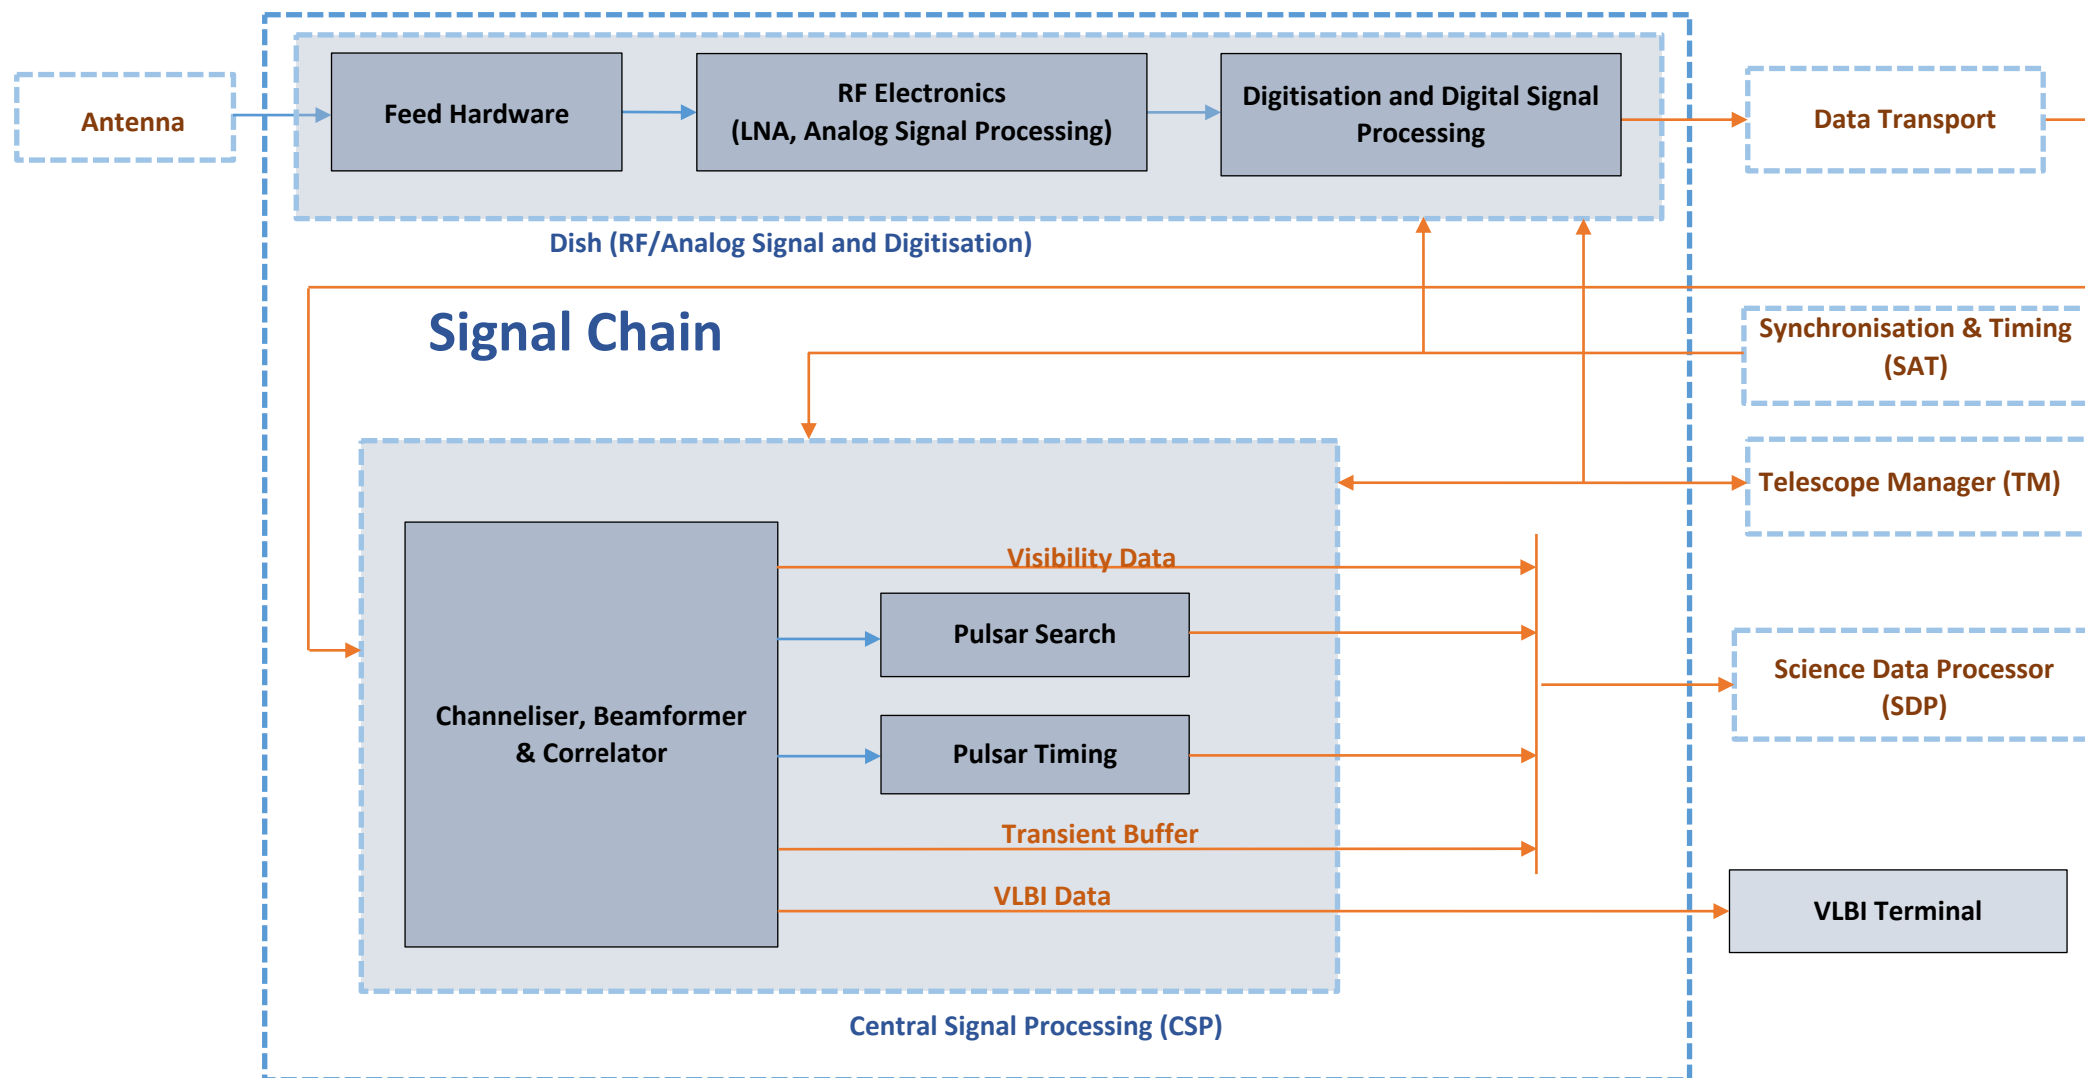 Antenna
Feed Hardware
RF Electronics
(LNA, Analog Signal Processing)
Digitisation and Digital Signal
Processing
Data Transport
Dish (RF/Analog Signal and Digitisation)
Signal Chain
Synchronisation & Timing
(SAT)
Telescope Manager (TM)
Visibility Data
Pulsar Search
Channeliser, Beamformer
& Correlator
Pulsar Timing
Science Data Processor
(SDP)
Transient Buffer
VLBI Data
VLBI Terminal
Central Signal Processing (CSP)